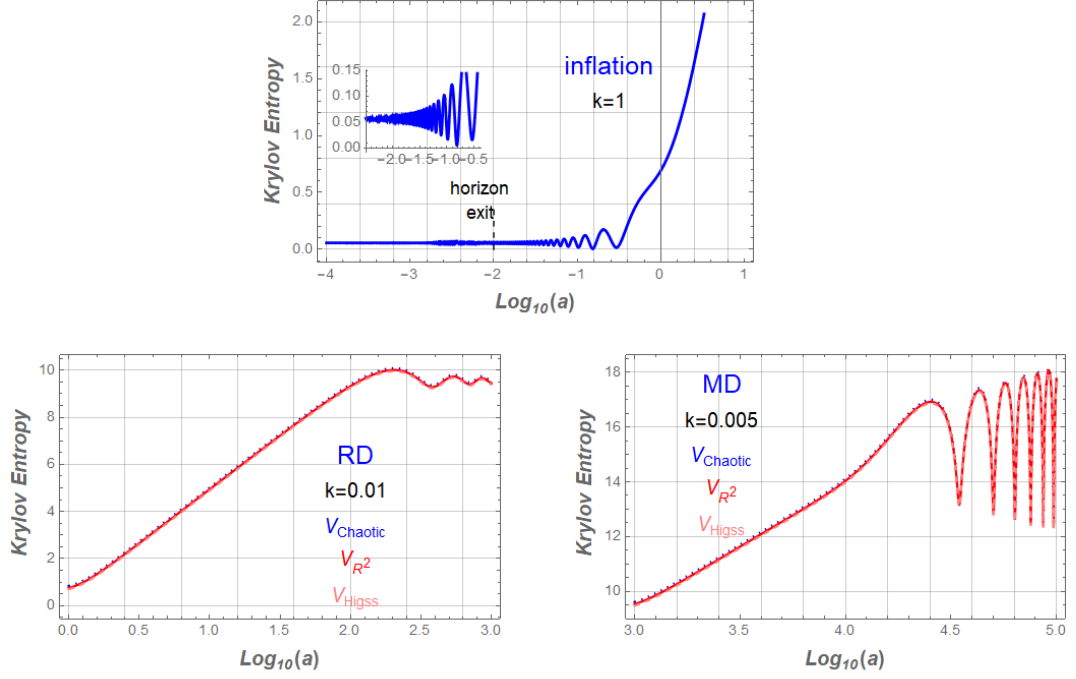 Krylov Entropy
2.0
1.5
1.0
0.5
0.0
inflation
k=1
0.15
0.10
0.05
0.00
−2.0 −1.5 −1.0 −0.5
horizon
exit
−4 −3 −2 −1 0 1
Log10(a)
Krylov Entropy
10
8
6
4
2
0
RD
k=0.01
VChaotic
VR2
VHigss
0.0 0.5 1.0 1.5 2.0 2.5 3.0
Log10(a)
Krylov Entropy
18
16
14
12
10
MD
k=0.005
VChaotic
VR2
VHigss
3.0 3.5 4.0 4.5 5.0
Log10(a)